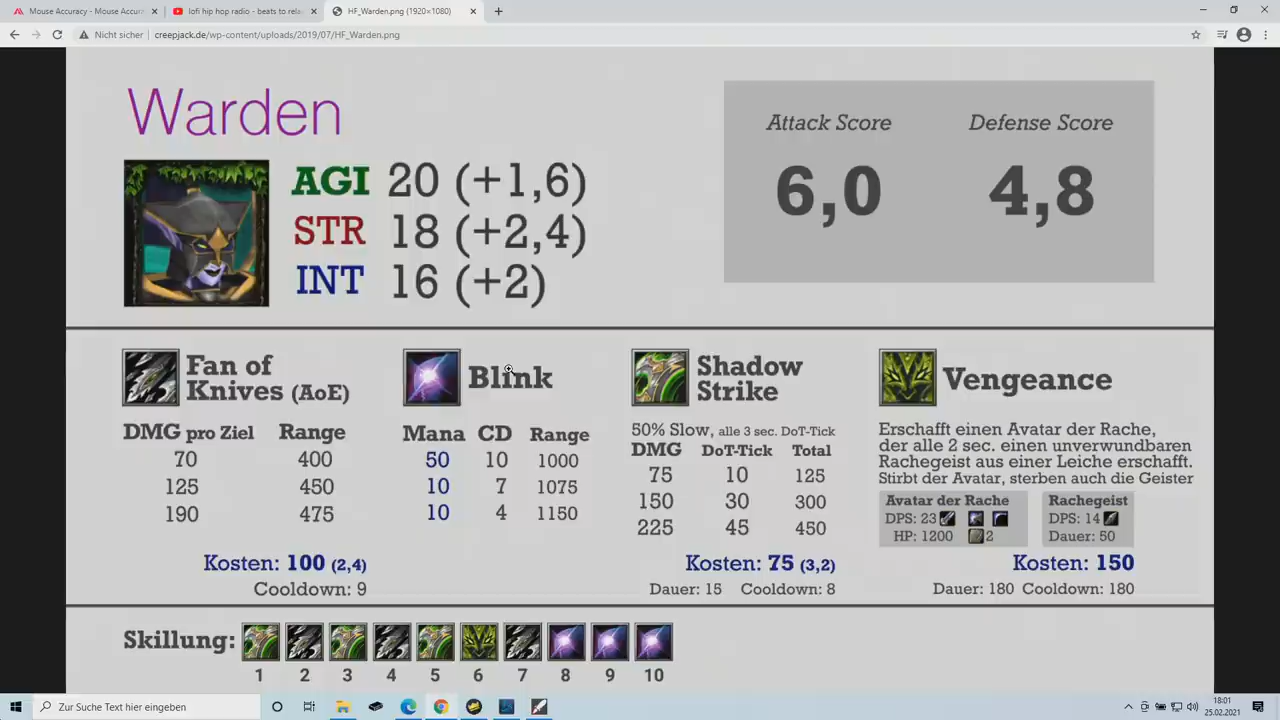 Mouse Accuracy - Mouse Accur
lofi hip hop radio - beats to rela
HF_Warden.png (1920×1080)
Nicht sicher
creepjack.de/wp-content/uploads/2019/07/HF_Warden.png
Warden
AGI 20 (+1,6)
STR 18 (+2,4)
INT 16 (+2)
Attack Score Defense Score
6,0 4,8
Fan of
Knives (AoE)
DMG pro Ziel Range
70 400
125 450
190 475
Kosten: 100 (2,4)
Cooldown: 9
Blink
Mana CD Range
50 10 1000
10 7 1075
10 4 1150
Shadow
Strike
50% Slow, alle 3 sec. DoT-Tick
DMG DoT-Tick Total
75 10 125
150 30 300
225 45 450
Kosten: 75 (3,2)
Dauer: 15 Cooldown: 8
Vengeance
Erschafft einen Avatar der Rache,
der alle 2 sec. einen unverwundbaren
Rachegeist aus einer Leiche erschafft.
Stirbt der Avatar, sterben auch die Geister
Avatar der Rache
DPS: 23
HP: 1200 2
Rachegeist
DPS: 14
Dauer: 50
Kosten: 150
Dauer: 180 Cooldown: 180
Skillung:
1 2 3 4 5 6 7 8 9 10
Zur Suche Text hier eingeben
18:01
25.02.2021